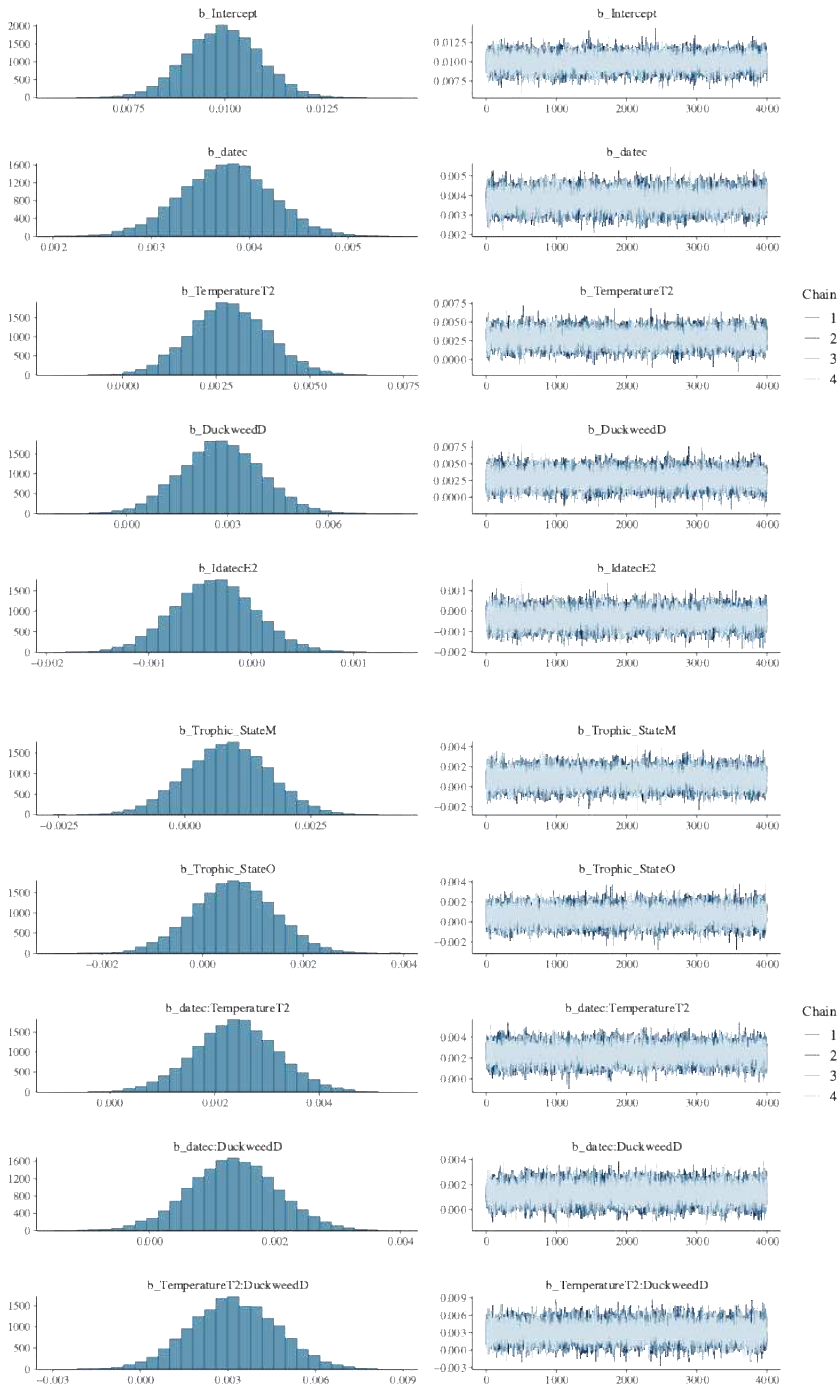 b_Intercept
2000
1500
1000
500
0
0.0075 0.0100 0.0125
b_Intercept
0.0125
0.0100
0.0075
0 1000 2000 3000 4000
b_datec
1600
1200
800
400
0
0.002 0.003 0.004 0.005
b_datec
0.005
0.004
0.003
0.002
0 1000 2000 3000 4000
b_TemperatureT2
1500
1000
500
0
0.0000 0.0025 0.0050 0.0075
b_TemperatureT2
0.0075
0.0050
0.0025
0.0000
0 1000 2000 3000 4000
Chain
1
2
3
4
b_DuckweedD
1500
1000
500
0
0.000 0.003 0.006
b_DuckweedD
0.0075
0.0050
0.0025
0.0000
0 1000 2000 3000 4000
b_IdatecE2
1500
1000
500
0
−0.002 −0.001 0.000 0.001
b_IdatecE2
0.001
0.000
−0.001
−0.002
0 1000 2000 3000 4000
b_Trophic_StateM
1500
1000
500
0
−0.0025 0.0000 0.0025
b_Trophic_StateM
0.004
0.002
0.000
−0.002
0 1000 2000 3000 4000
b_Trophic_StateO
1500
1000
500
0
−0.002 0.000 0.002 0.004
b_Trophic_StateO
0.004
0.002
0.000
−0.002
0 1000 2000 3000 4000
b_datec:TemperatureT2
1500
1000
500
0
0.000 0.002 0.004
b_datec:TemperatureT2
0.004
0.002
0.000
0 1000 2000 3000 4000
Chain
1
2
3
4
b_datec:DuckweedD
1600
1200
800
400
0
0.000 0.002 0.004
b_datec:DuckweedD
0.004
0.002
0.000
0 1000 2000 3000 4000
b_TemperatureT2:DuckweedD
1500
1000
500
0
−0.003 0.000 0.003 0.006 0.009
b_TemperatureT2:DuckweedD
0.009
0.006
0.003
0.000
−0.003
0 1000 2000 3000 4000